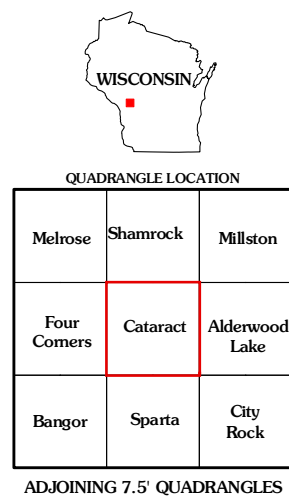 WISCONSIN
QUADRANGLE LOCATION
Melrose Shamrock Millston
Four Corners Cataract Alderwood Lake
Bangor Sparta City Rock
ADJOINING 7.5' QUADRANGLES